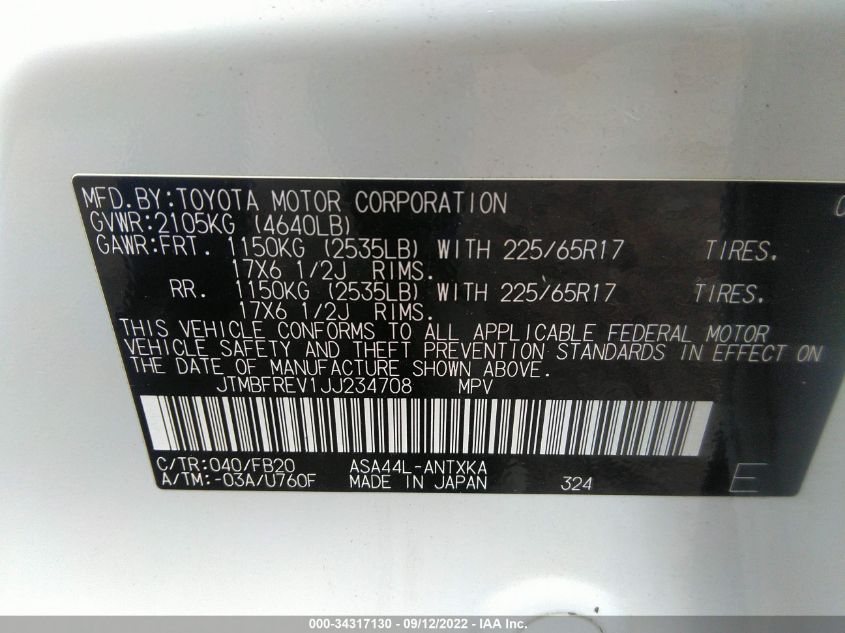 MFD.BY:TOYOTA MOTOR CORPORATION
GVWR:2105KG (4640LB)
GAWR:FRT. 1150KG (2535LB) WITH 225/65R17 TIRES.
17X6 1/2J RIMS.
RR. 1150KG (2535LB) WITH 225/65R17 TIRES.
17X6 1/2J RIMS.
THIS VEHICLE CONFORMS TO ALL APPLICABLE FEDERAL MOTOR
VEHICLE SAFETY AND THEFT PREVENTION STANDARDS IN EFFECT ON
THE DATE OF MANUFACTURE SHOWN ABOVE.
JTMBFREV1JJ234708 MPV
C/TR:040/FB20 ASA44L-ANTXKA
A/TM:-03A/U760F MADE IN JAPAN 324 E
000-34317130 - 09/12/2022 - IAA Inc.